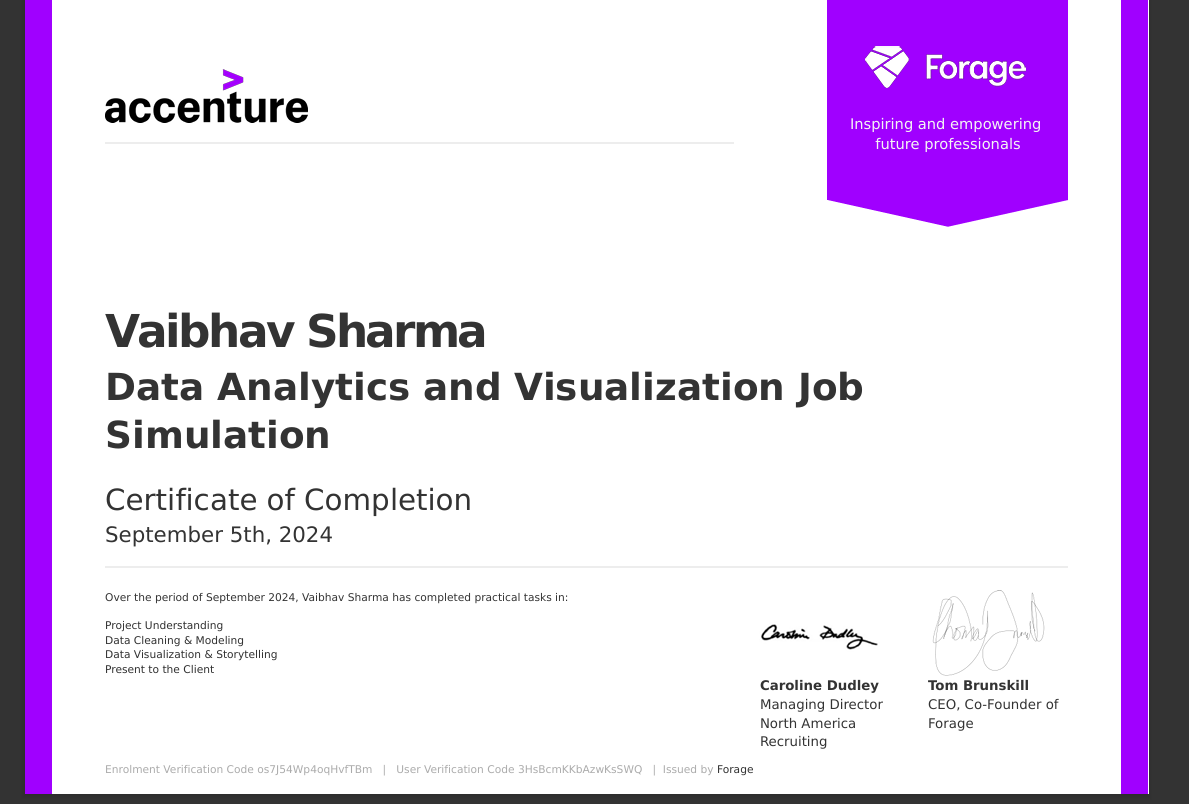 accenture
Forage
Inspiring and empowering
future professionals
Vaibhav Sharma
Data Analytics and Visualization Job
Simulation
Certificate of Completion
September 5th, 2024
Over the period of September 2024, Vaibhav Sharma has completed practical tasks in:
Project Understanding
Data Cleaning & Modeling
Data Visualization & Storytelling
Present to the Client
Caroline Dudley
Caroline Dudley
Managing Director
North America
Recruiting
Tom Brunskill
CEO, Co-Founder of
Forage
Enrolment Verification Code os7J54Wp4oqHvfTBm | User Verification Code 3HsBcmKKbAzwKsSWQ | Issued by Forage